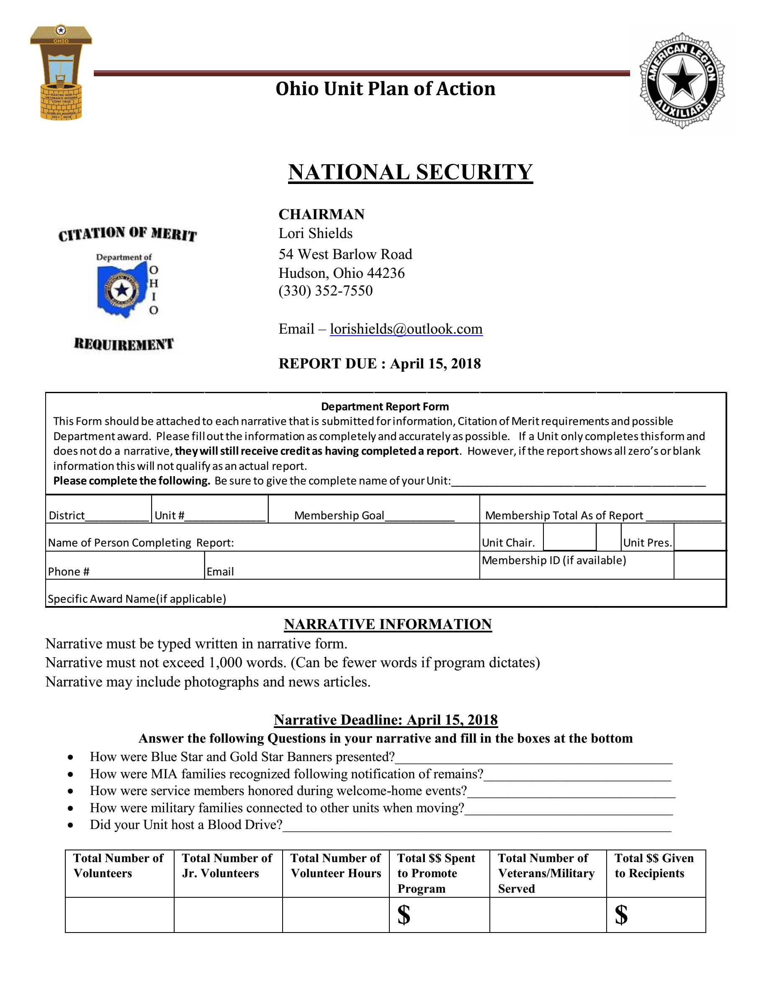 OHIO
MAKING OUR
VETERAN'S WISHES
COME TRUE
SHIRLEY MAURER
2017 2018
Ohio Unit Plan of Action
AMERICAN LEGION
AUXILIARY
NATIONAL SECURITY
CITATION OF MERIT
Department of
OHIO
AMERICAN LEGION
AUXILIARY
REQUIREMENT
CHAIRMAN
Lori Shields
54 West Barlow Road
Hudson, Ohio 44236
(330) 352-7550
Email – lorishields@outlook.com
REPORT DUE : April 15, 2018
Department Report Form
This Form should be attached to each narrative that is submitted for information, Citation of Merit requirements and possible
Department award. Please fill out the information as completely and accurately as possible. If a Unit only completes thisform and
does not do a narrative, they will still receive credit as having completed a report. However, if the report shows all zero's or blank
information this will not qualify as an actual report.
Please complete the following. Be sure to give the complete name of your Unit:____________________
District__________ Unit #__________ Membership Goal__________ Membership Total As of Report __________
Name of Person Completing Report: Unit Chair. Unit Pres.
Phone # Email Membership ID (if available)
Specific Award Name(if applicable)
NARRATIVE INFORMATION
Narrative must be typed written in narrative form.
Narrative must not exceed 1,000 words. (Can be fewer words if program dictates)
Narrative may include photographs and news articles.
Narrative Deadline: April 15, 2018
Answer the following Questions in your narrative and fill in the boxes at the bottom
• How were Blue Star and Gold Star Banners presented?____________________
• How were MIA families recognized following notification of remains?____________________
• How were service members honored during welcome-home events?____________________
• How were military families connected to other units when moving?____________________
• Did your Unit host a Blood Drive?____________________
Total Number of Volunteers
Total Number of Jr. Volunteers
Total Number of Volunteer Hours
Total $$ Spent to Promote Program
Total Number of Veterans/Military Served
Total $$ Given to Recipients
$ $